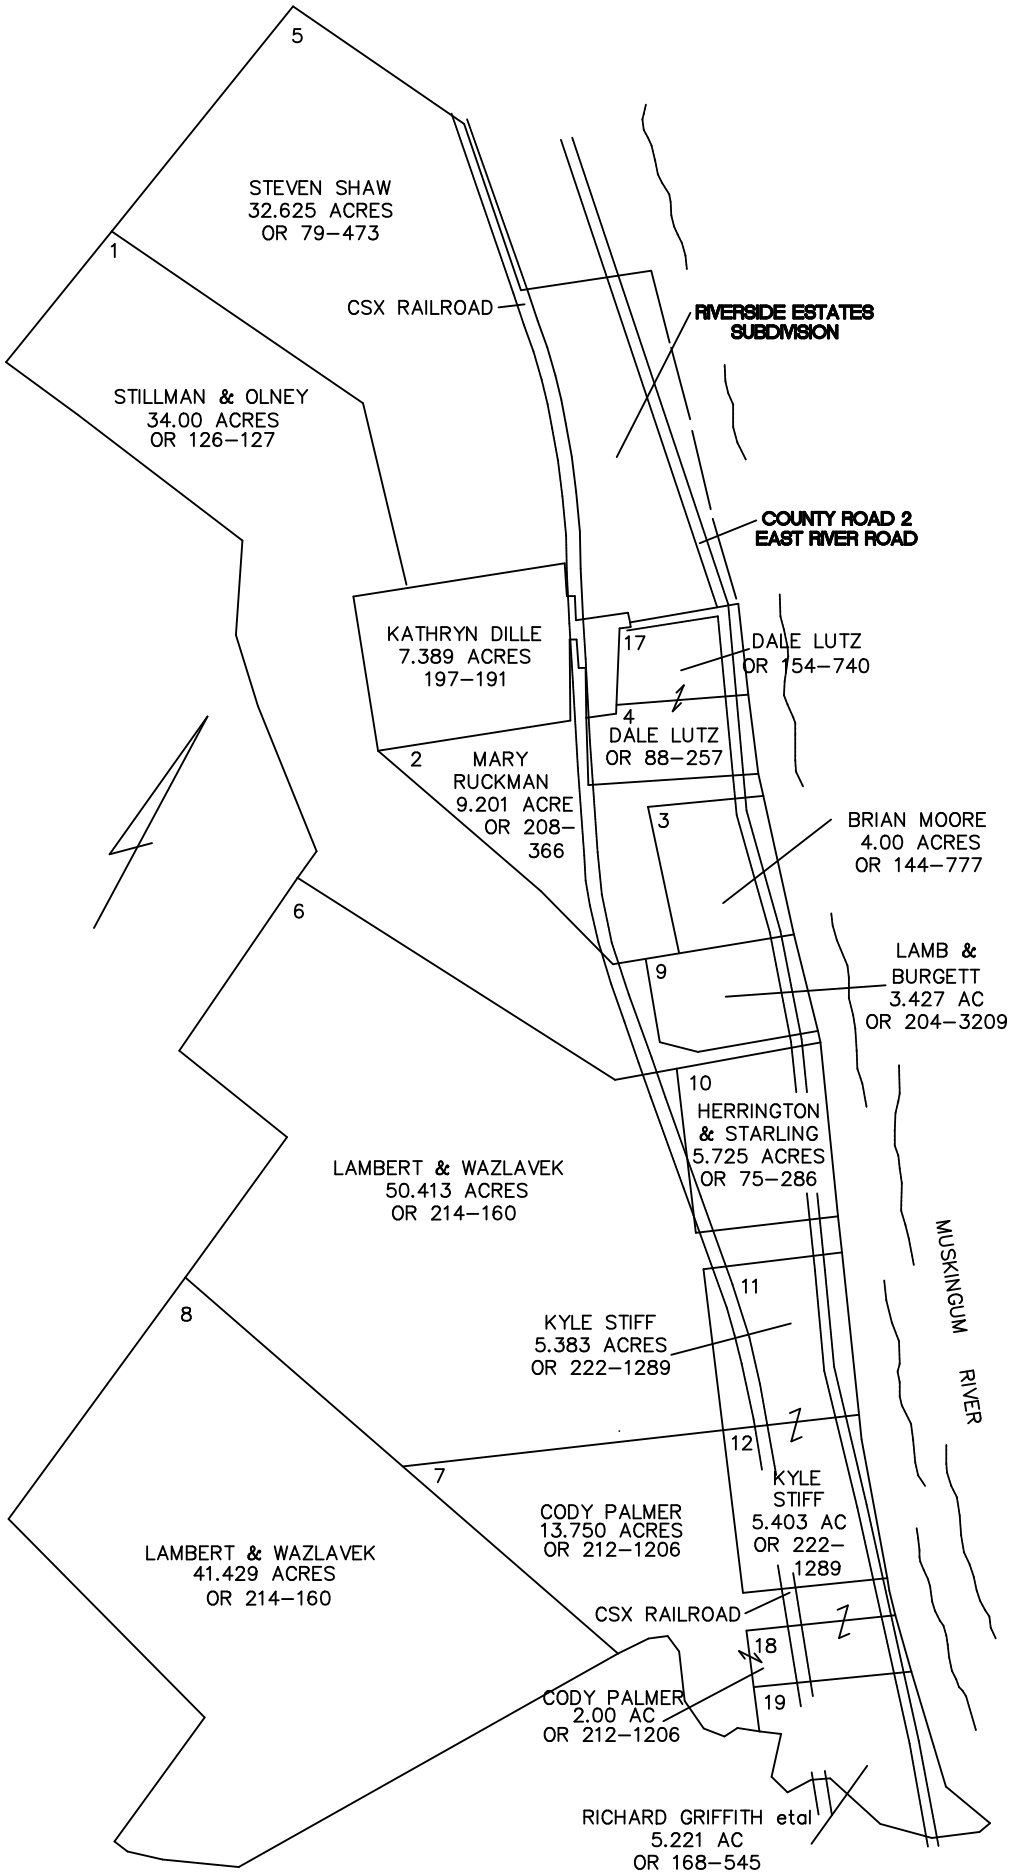 5
STEVEN SHAW
32.625 ACRES
OR 79-473
1
CSX RAILROAD
RIVERSIDE ESTATES
SUBDIVISION
STILLMAN & OLNEY
34.00 ACRES
OR 126-127
COUNTY ROAD 2
EAST RIVER ROAD
KATHRYN DILLE
7.389 ACRES
197-191
17
DALE LUTZ
OR 154-740
4
DALE LUTZ
OR 88-257
2
MARY
RUCKMAN
9.201 ACRE
OR 208-
366
3
BRIAN MOORE
4.00 ACRES
OR 144-777
6
9
LAMB &
BURGETT
3.427 AC
OR 204-3209
10
HERRINGTON
& STARLING
5.725 ACRES
OR 75-286
LAMBERT & WAZLAVEK
50.413 ACRES
OR 214-160
MUSKINGUM RIVER
8
11
KYLE STIFF
5.383 ACRES
OR 222-1289
12
7
KYLE
STIFF
5.403 AC
OR 222-
1289
CODY PALMER
13.750 ACRES
OR 212-1206
LAMBERT & WAZLAVEK
41.429 ACRES
OR 214-160
CSX RAILROAD
18
CODY PALMER
2.00 AC
OR 212-1206
19
RICHARD GRIFFITH etal
5.221 AC
OR 168-545